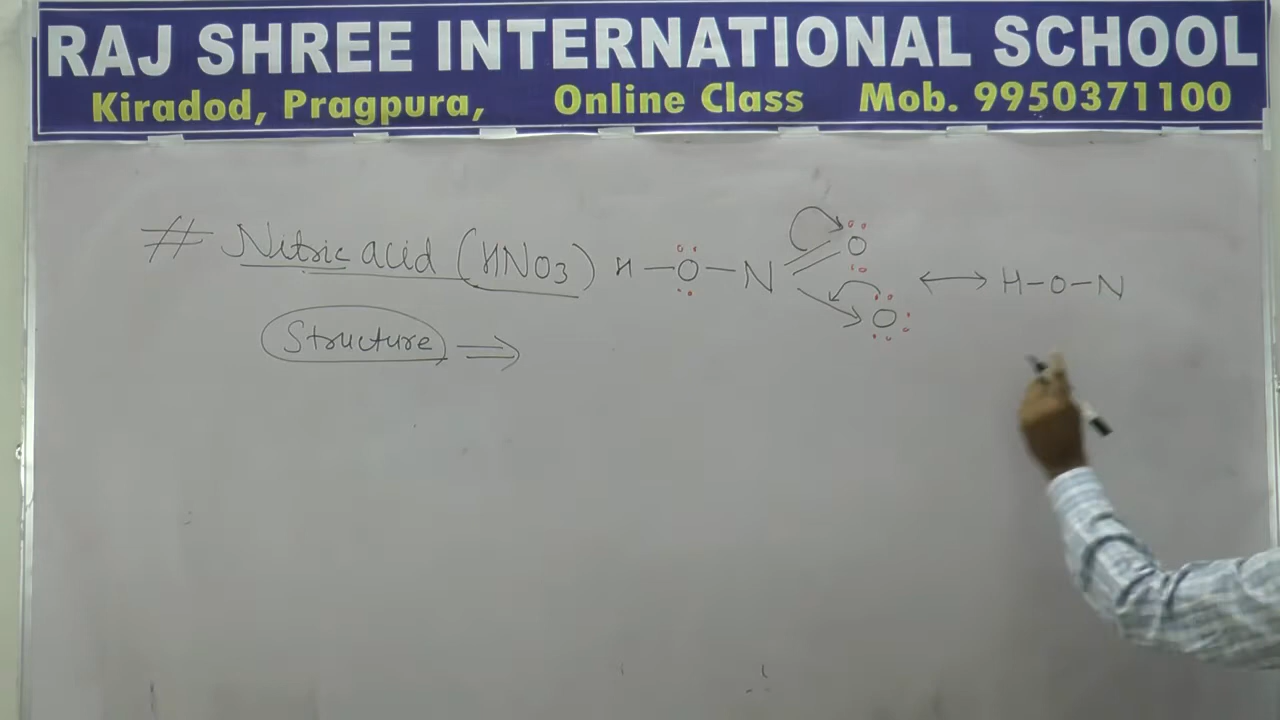 RAJ SHREE INTERNATIONAL SCHOOL
Kiradod, Pragpura, Online Class Mob. 9950371100
# Nitric acid (HNO3) H-O-N O O ⟷ H-O-N
Structure ⇒